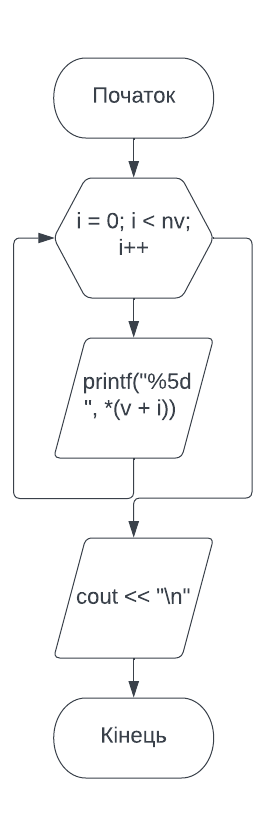 Початок
i = 0; i < nv;
i++
printf("%5d
", *(v + i))
cout << "\n"
Кінець